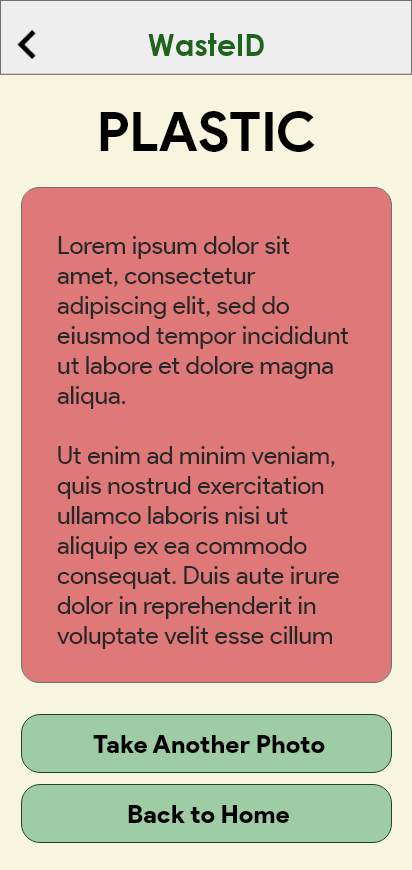 WasteID
PLASTIC
Lorem ipsum dolor sit
amet, consectetur
adipiscing elit, sed do
eiusmod tempor incididunt
ut labore et dolore magna
aliqua.
Ut enim ad minim veniam,
quis nostrud exercitation
ullamco laboris nisi ut
aliquip ex ea commodo
consequat. Duis aute irure
dolor in reprehenderit in
voluptate velit esse cillum
Take Another Photo
Back to Home